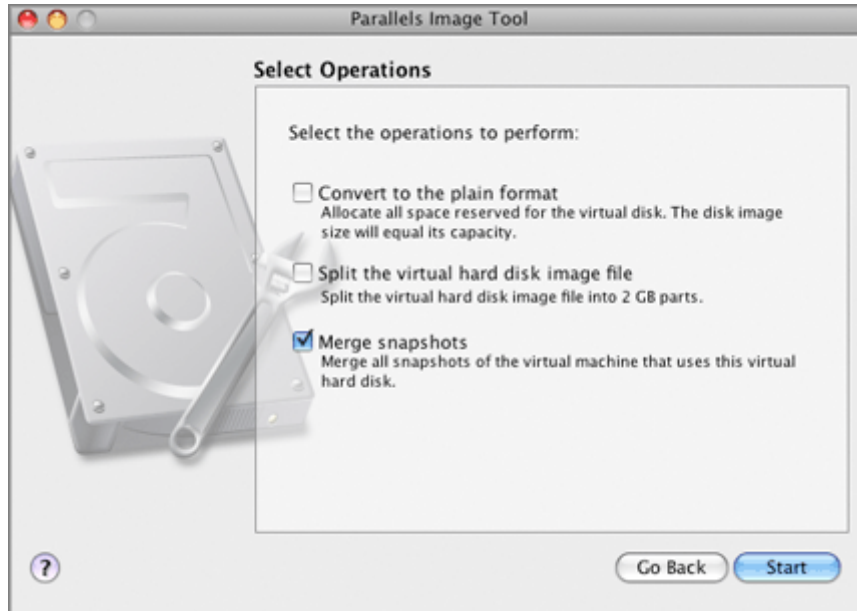 Parallels Image Tool
Select Operations
Select the operations to perform:
Convert to the plain format
Allocate all space reserved for the virtual disk. The disk image
size will equal its capacity.
Split the virtual hard disk image file
Split the virtual hard disk image file into 2 GB parts.
Merge snapshots
Merge all snapshots of the virtual machine that uses this virtual
hard disk.
?
Go Back
Start